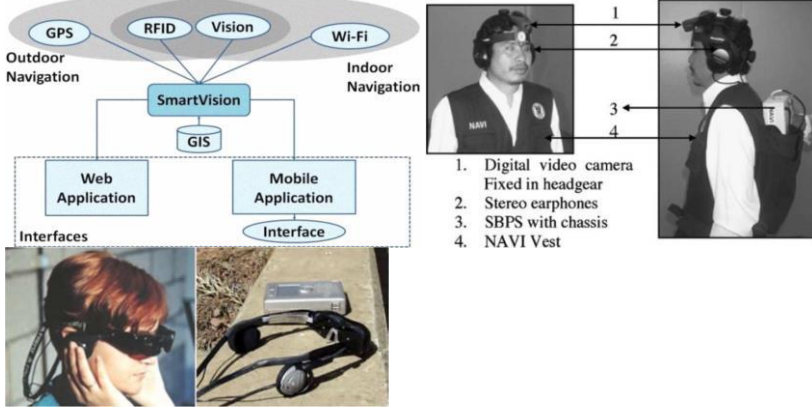 GPS
RFID
Vision
Wi-Fi
Outdoor
Navigation
Indoor
Navigation
SmartVision
GIS
Web
Application
Mobile
Application
Interface
Interfaces
1
2
3
4
NAVI
NAVI
1. Digital video camera
Fixed in headgear
2. Stereo earphones
3. SBPS with chassis
4. NAVI Vest